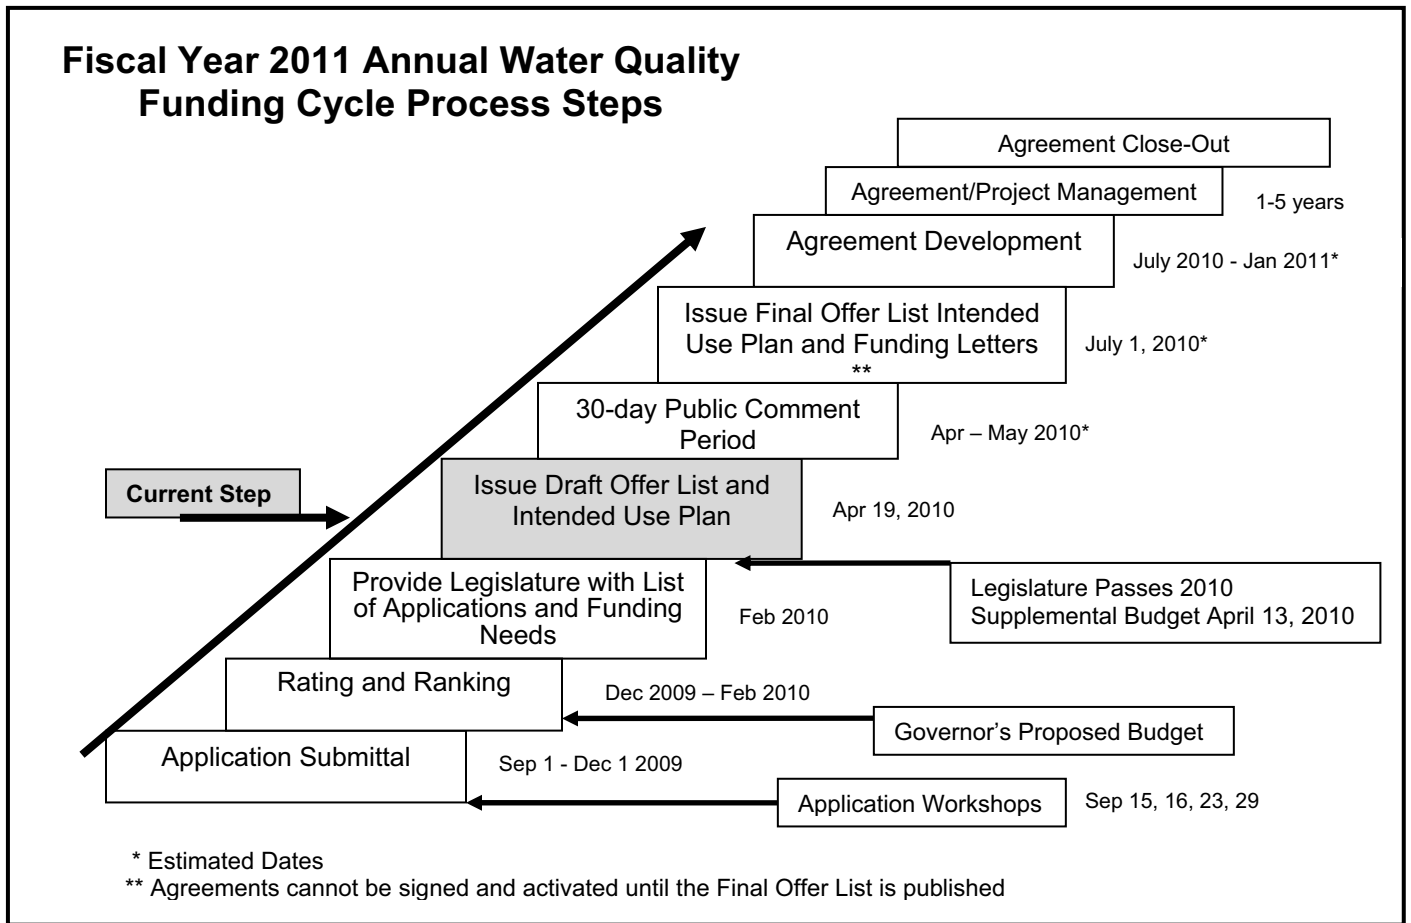 Fiscal Year 2011 Annual Water Quality
Funding Cycle Process Steps
Agreement Close-Out
Agreement/Project Management
1-5 years
Agreement Development
July 2010 - Jan 2011*
Issue Final Offer List Intended
Use Plan and Funding Letters
**
July 1, 2010*
30-day Public Comment
Period
Apr – May 2010*
Current Step
Issue Draft Offer List and
Intended Use Plan
Apr 19, 2010
Provide Legislature with List
of Applications and Funding
Needs
Feb 2010
Legislature Passes 2010
Supplemental Budget April 13, 2010
Rating and Ranking
Dec 2009 – Feb 2010
Governor’s Proposed Budget
Application Submittal
Sep 1 - Dec 1 2009
Application Workshops
Sep 15, 16, 23, 29
* Estimated Dates
** Agreements cannot be signed and activated until the Final Offer List is published